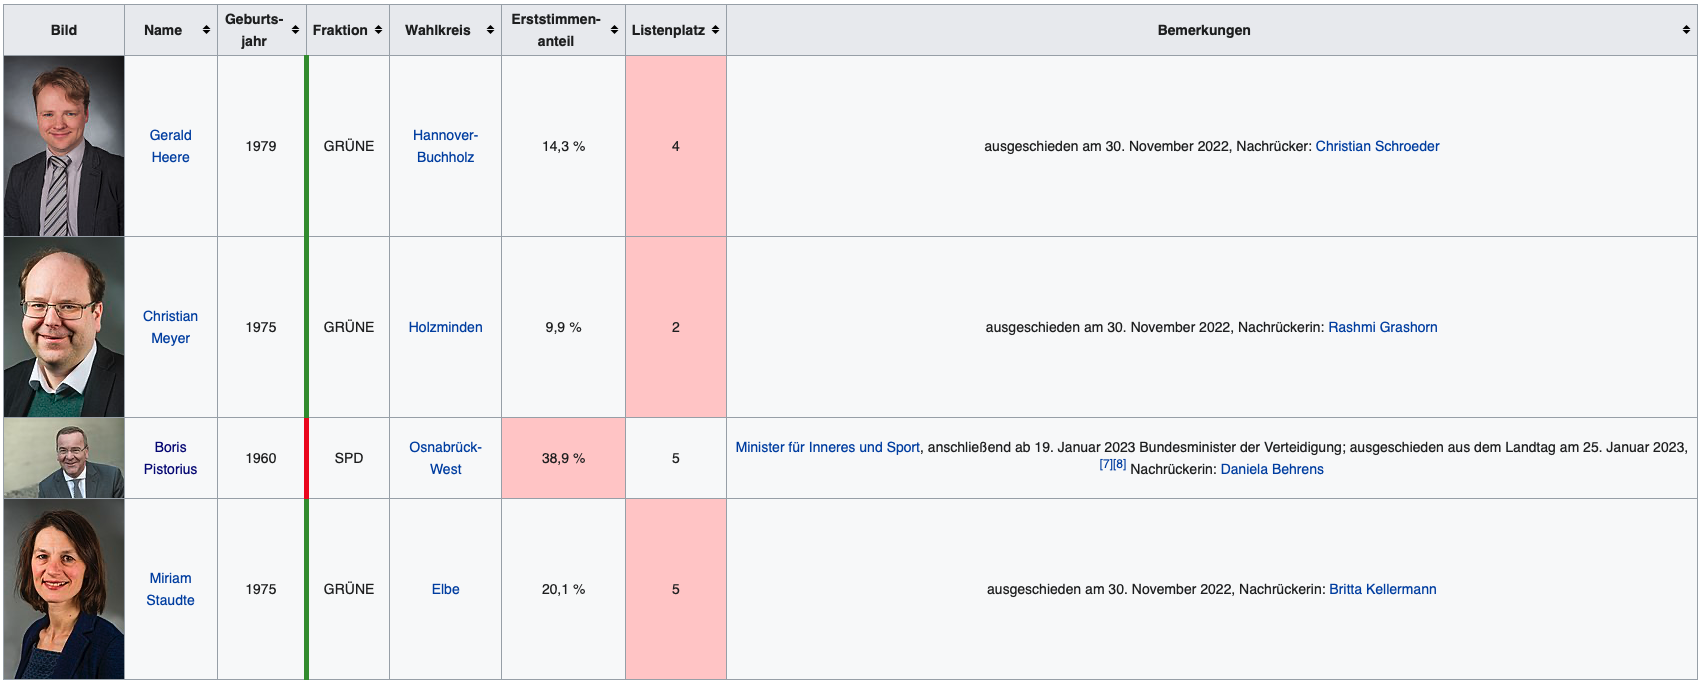 Bild Name Geburts-jahr Fraktion Wahlkreis Erststimmen-anteil Listenplatz Bemerkungen
Gerald Heere 1979 GRÜNE Hannover-Buchholz 14,3 % 4 ausgeschieden am 30. November 2022, Nachrücker: Christian Schroeder
Christian Meyer 1975 GRÜNE Holzminden 9,9 % 2 ausgeschieden am 30. November 2022, Nachrückerin: Rashmi Grashorn
Boris Pistorius 1960 SPD Osnabrück-West 38,9 % 5 Minister für Inneres und Sport, anschließend ab 19. Januar 2023 Bundesminister der Verteidigung; ausgeschieden aus dem Landtag am 25. Januar 2023,
[7][8] Nachrückerin: Daniela Behrens
Miriam Staudte 1975 GRÜNE Elbe 20,1 % 5 ausgeschieden am 30. November 2022, Nachrückerin: Britta Kellermann